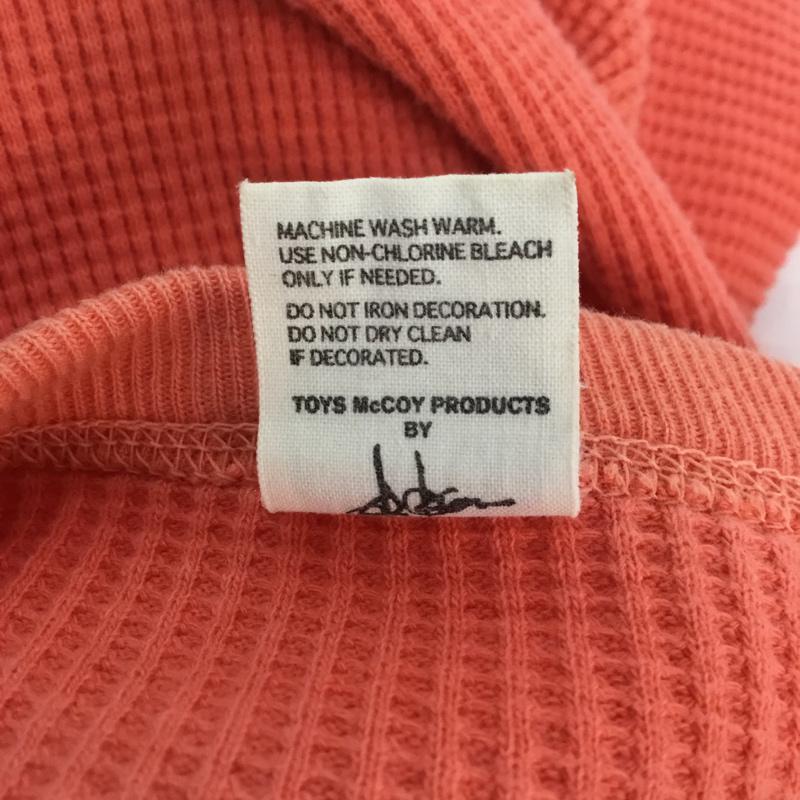 MACHINE WASH WARM.
USE NON-CHLORINE BLEACH
ONLY IF NEEDED.
DO NOT IRON DECORATION.
DO NOT DRY CLEAN
IF DECORATED.
TOYS McCOY PRODUCTS
BY